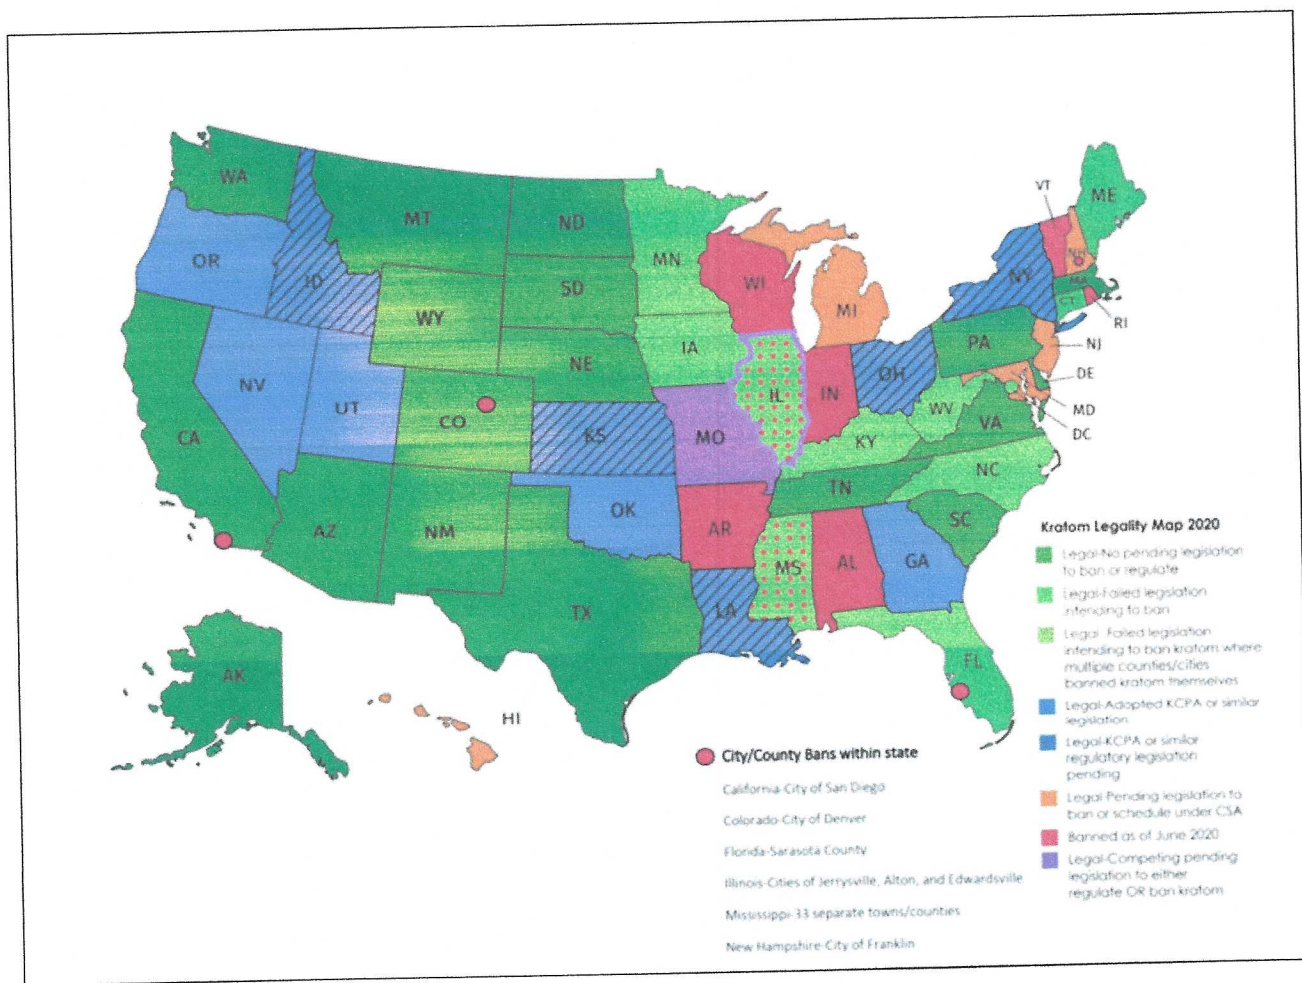 WA
MT
ND
MN
ME
VT
OR
ID
SD
WI
NY
NH
MA
WY
MI
CT
RI
IA
NE
PA
NJ
NV
UT
CO
IL
IN
OH
DE
CA
KS
MO
WV
VA
MD
KY
DC
NC
TN
AZ
NM
OK
AR
SC
MS
AL
GA
TX
LA
AK
FL
HI
Kratom Legality Map 2020
Legal-No pending legislation
to ban or regulate
Legal-Failed legislation
intending to ban
Legal Failed legislation
intending to ban kratom where
multiple counties/cities
banned kratom themselves
Legal-Adopted KCPA or similar
legislation
Legal-KCPA or similar
regulatory legislation
pending
Legal-Pending legislation to
ban or schedule under CSA
Banned as of June 2020
Legal-Competing pending
legislation to either
regulate OR ban kratom
City/County Bans within state
California-City of San Diego
Colorado-City of Denver
Florida-Sarasota County
Illinois-Cities of Jerrysville, Alton, and Edwardsville
Mississippi-33 separate towns/counties
New Hampshire-City of Franklin